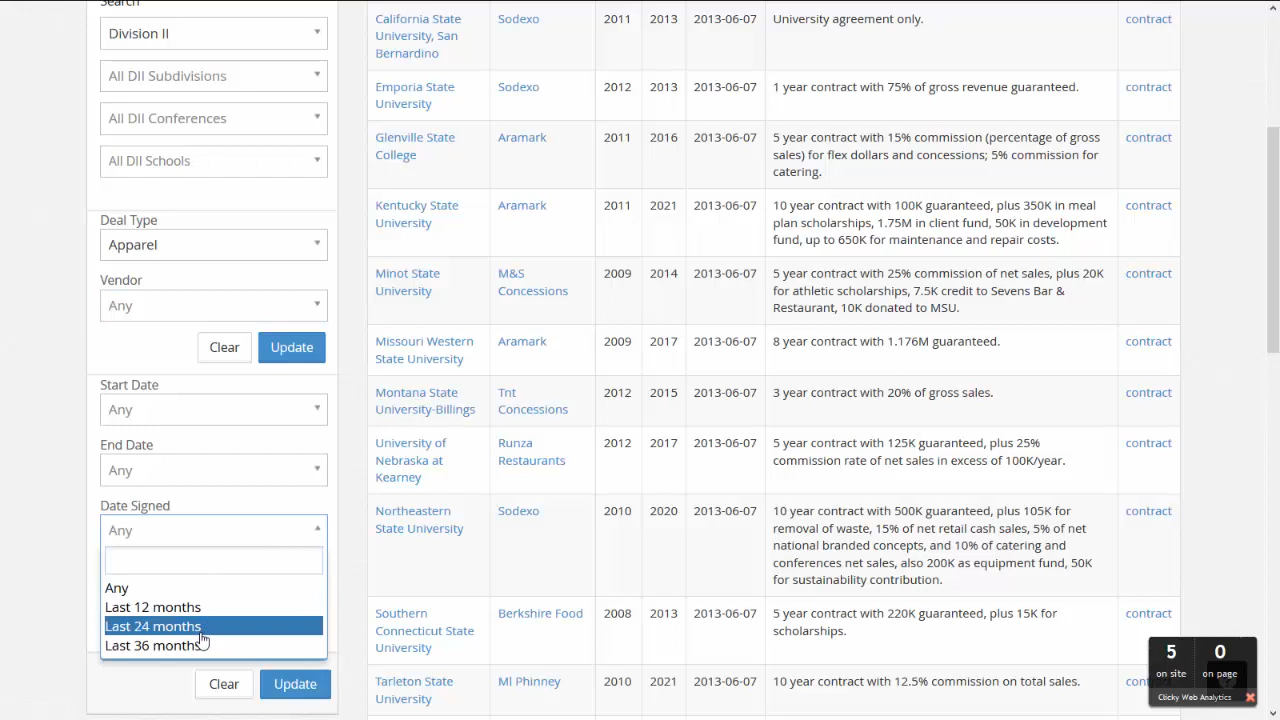 Search
Division II
All DII Subdivisions
All DII Conferences
All DII Schools
Deal Type
Apparel
Vendor
Any
Clear
Update
Start Date
Any
End Date
Any
Date Signed
Any
Any
Last 12 months
Last 24 months
Last 36 months
Clear
Update
California State
University, San
Bernardino
Sodexo
2011
2013
2013-06-07
University agreement only.
contract
Emporia State
University
Sodexo
2012
2013
2013-06-07
1 year contract with 75% of gross revenue guaranteed.
contract
Glenville State
College
Aramark
2011
2016
2013-06-07
5 year contract with 15% commission (percentage of gross
sales) for flex dollars and concessions; 5% commission for
catering.
contract
Kentucky State
University
Aramark
2011
2021
2013-06-07
10 year contract with 100K guaranteed, plus 350K in meal
plan scholarships, 1.75M in client fund, 50K in development
fund, up to 650K for maintenance and repair costs.
contract
Minot State
University
M&S
Concessions
2009
2014
2013-06-07
5 year contract with 25% commission of net sales, plus 20K
for athletic scholarships, 7.5K credit to Sevens Bar &
Restaurant, 10K donated to MSU.
contract
Missouri Western
State University
Aramark
2009
2017
2013-06-07
8 year contract with 1.176M guaranteed.
contract
Montana State
University-Billings
Tnt
Concessions
2012
2015
2013-06-07
3 year contract with 20% of gross sales.
contract
University of
Nebraska at
Kearney
Runza
Restaurants
2012
2017
2013-06-07
5 year contract with 125K guaranteed, plus 25%
commission rate of net sales in excess of 100K/year.
contract
Northeastern
State University
Sodexo
2010
2020
2013-06-07
10 year contract with 500K guaranteed, plus 105K for
removal of waste, 15% of net retail cash sales, 5% of net
national branded concepts, and 10% of catering and
conferences net sales, also 200K as equipment fund, 50K
for sustainability contribution.
contract
Southern
Connecticut State
University
Berkshire Food
2008
2013
2013-06-07
5 year contract with 220K guaranteed, plus 15K for
scholarships.
contract
Tarleton State
University
Ml Phinney
2010
2021
2013-06-07
10 year contract with 12.5% commission on total sales.
5
on site
0
on page
Clicky Web Analytics